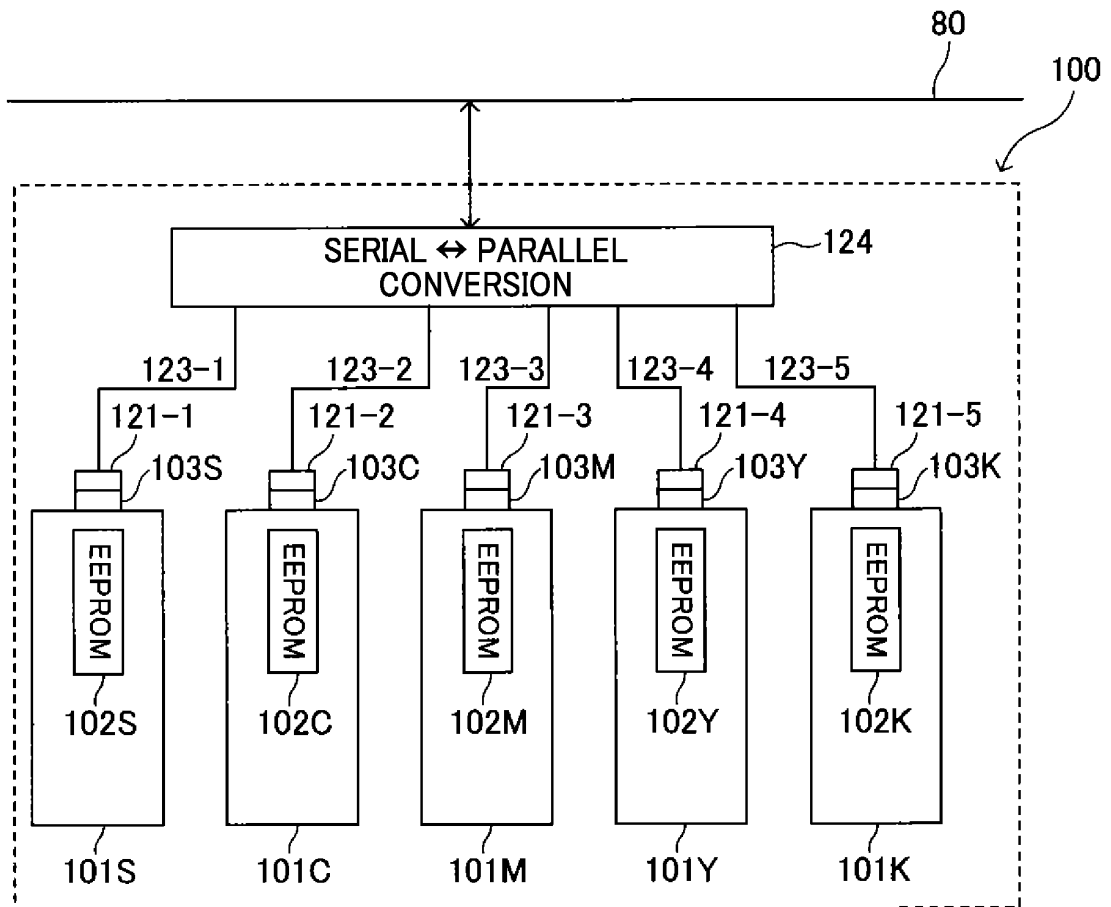 80
100
SERIAL ↔ PARALLEL
CONVERSION
124
123-1
123-2
123-3
123-4
123-5
121-1
121-2
121-3
121-4
121-5
103S
103C
103M
103Y
103K
EEPROM
EEPROM
EEPROM
EEPROM
EEPROM
102S
102C
102M
102Y
102K
101S
101C
101M
101Y
101K